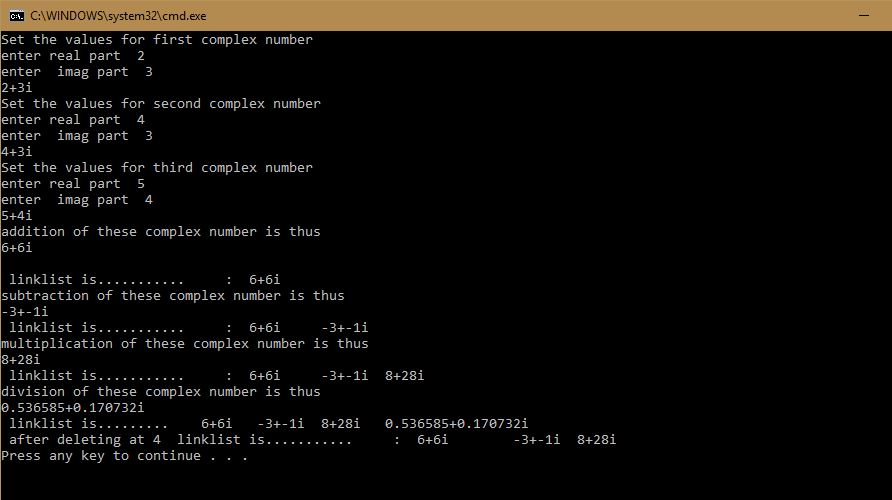 C:\WINDOWS\system32\cmd.exe
Set the values for first complex number
enter real part  2
enter  imag part  3
2+3i
Set the values for second complex number
enter real part  4
enter  imag part  3
4+3i
Set the values for third complex number
enter real part  5
enter  imag part  4
5+4i
addition of these complex number is thus
6+6i
 linklist is...........     :  6+6i
subtraction of these complex number is thus
-3+-1i
 linklist is...........     :  6+6i     -3+-1i
multiplication of these complex number is thus
8+28i
 linklist is...........     :  6+6i     -3+-1i  8+28i
division of these complex number is thus
0.536585+0.170732i
 linklist is.........    6+6i   -3+-1i  8+28i   0.536585+0.170732i
 after deleting at 4  linklist is...........     :  6+6i        -3+-1i  8+28i
Press any key to continue . . .